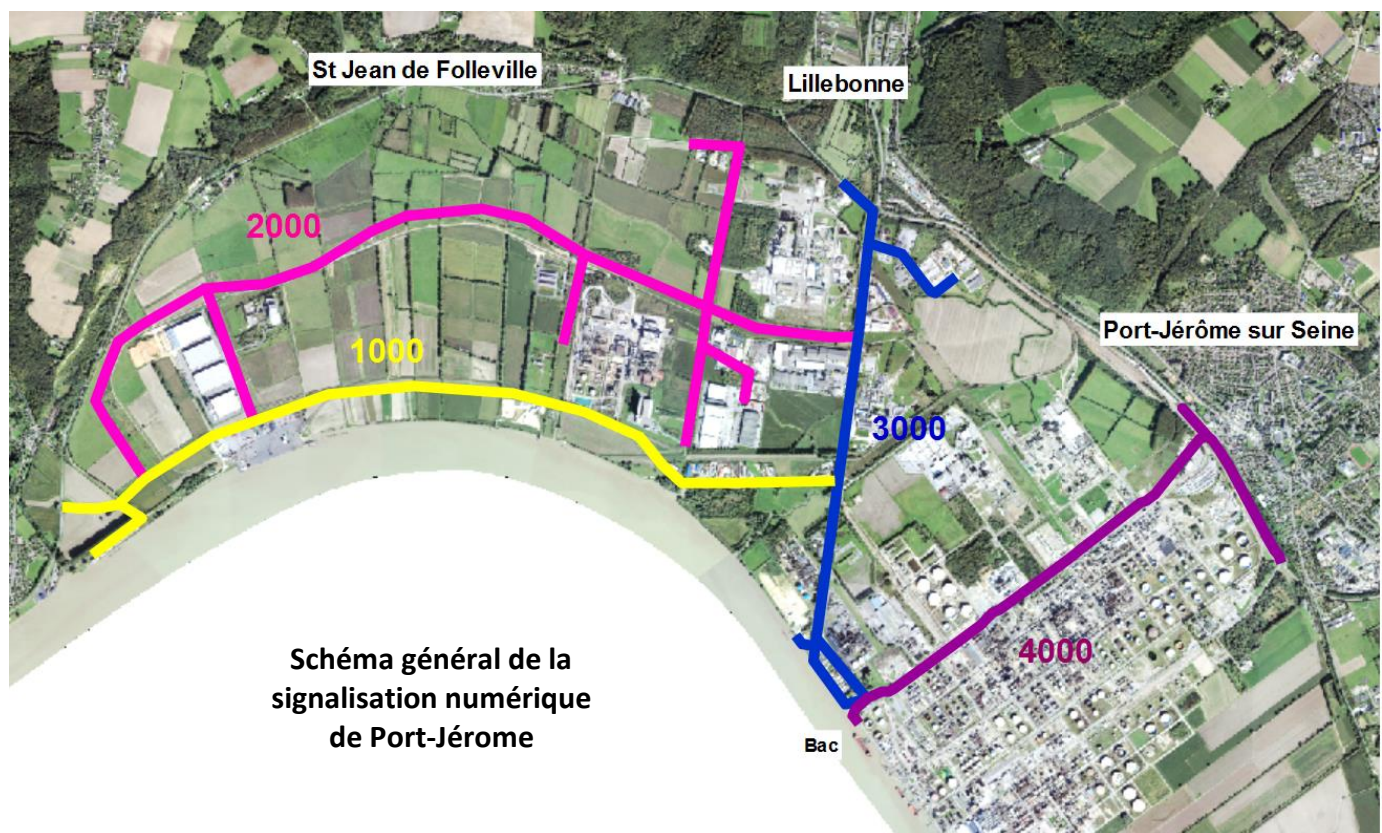 St Jean de Folleville
Lillebonne
2000
Port-Jérôme sur Seine
1000
3000
4000
Schéma général de la
signalisation numérique
de Port-Jérome
Bac